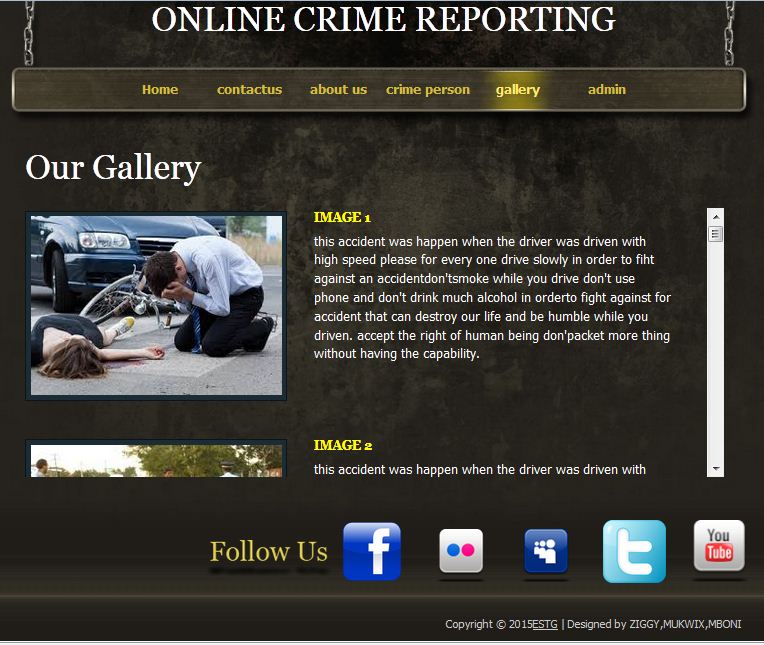 ONLINE CRIME REPORTING
Home contactus about us crime person gallery admin
Our Gallery
IMAGE 1
this accident was happen when the driver was driven with
high speed please for every one drive slowly in order to fiht
against an accidentdon'tsmoke while you drive don't use
phone and don't drink much alcohol in orderto fight against for
accident that can destroy our life and be humble while you
driven. accept the right of human being don'packet more thing
without having the capability.
IMAGE 2
this accident was happen when the driver was driven with
Follow Us
f
t
You
Tube
Copyright © 2015ESTG | Designed by ZIGGY,MUKWIX,MBONI